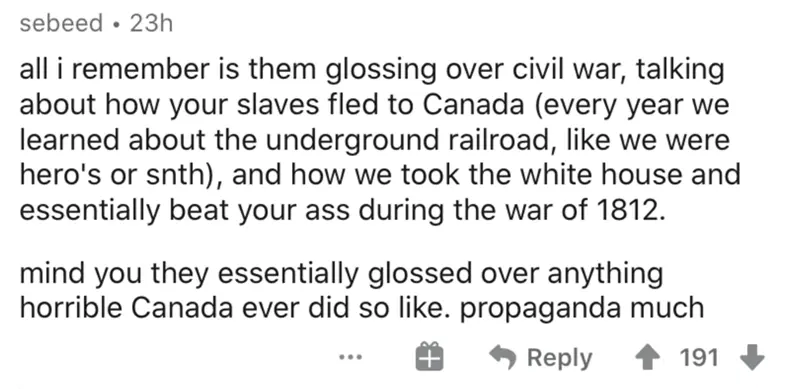 sebeed • 23h
all i remember is them glossing over civil war, talking
about how your slaves fled to Canada (every year we
learned about the underground railroad, like we were
hero's or snth), and how we took the white house and
essentially beat your ass during the war of 1812.
mind you they essentially glossed over anything
horrible Canada ever did so like. propaganda much
Reply 191